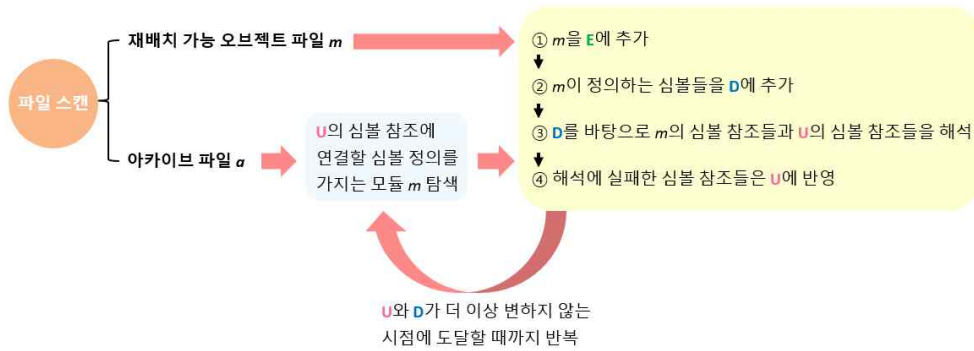 파일 스캔
재배치 가능 오브젝트 파일 m
아카이브 파일 a
U의 심볼 참조에
연결할 심볼 정의를
가지는 모듈 m 탐색
① m을 E에 추가
② m이 정의하는 심볼들을 D에 추가
③ D를 바탕으로 m의 심볼 참조들과 U의 심볼 참조들을 해석
④ 해석에 실패한 심볼 참조들은 U에 반영
U와 D가 더 이상 변하지 않는
시점에 도달할 때까지 반복